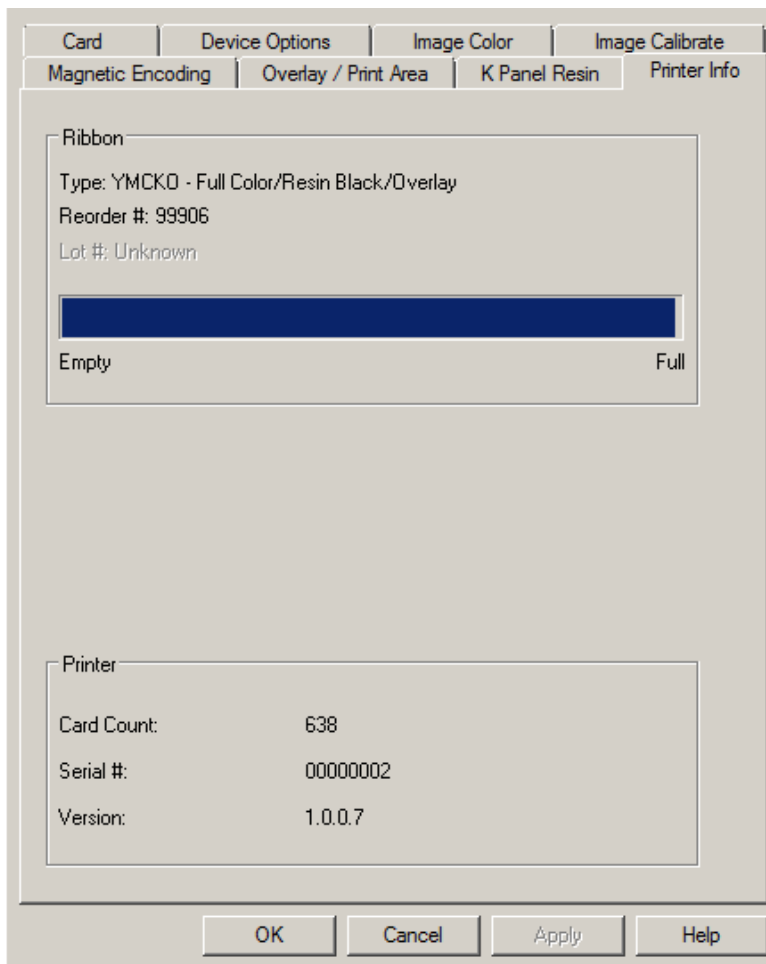 Card Device Options Image Color Image Calibrate
Magnetic Encoding Overlay / Print Area K Panel Resin Printer Info
Ribbon
Type: YMCKO - Full Color/Resin Black/Overlay
Reorder #: 99906
Lot #: Unknown
Empty Full
Printer
Card Count: 638
Serial #: 00000002
Version: 1.0.0.7
OK Cancel Apply Help